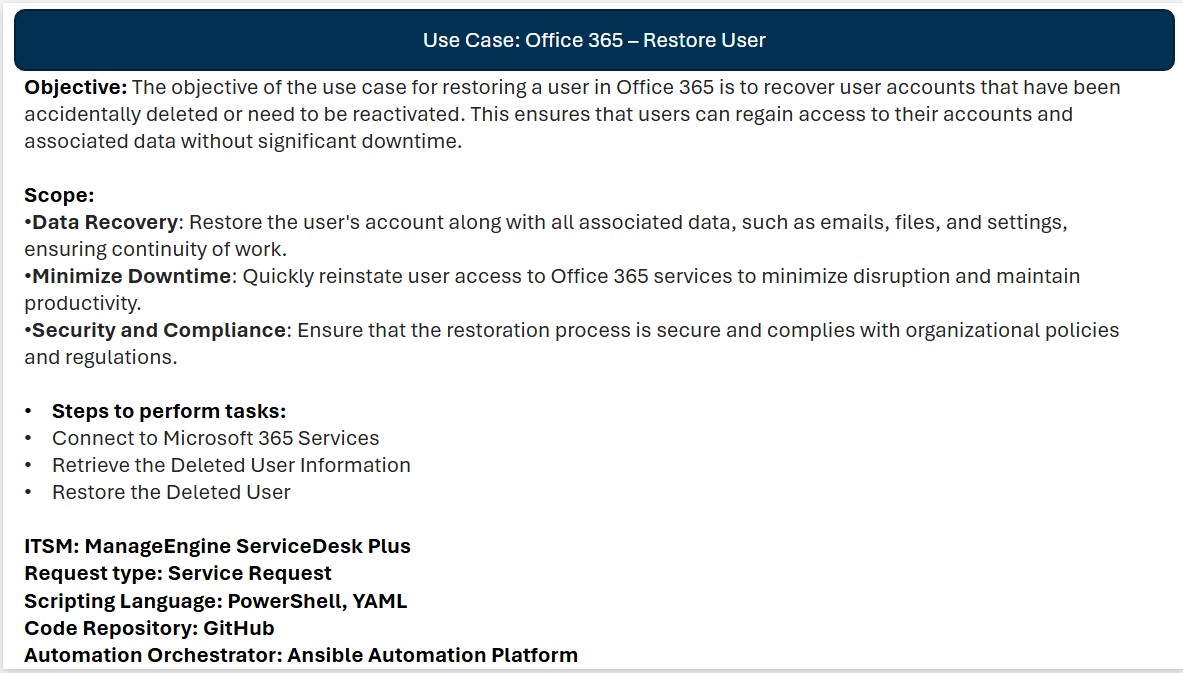 Use Case: Office 365 – Restore User
Objective: The objective of the use case for restoring a user in Office 365 is to recover user accounts that have been
accidentally deleted or need to be reactivated. This ensures that users can regain access to their accounts and
associated data without significant downtime.
Scope:
•Data Recovery: Restore the user's account along with all associated data, such as emails, files, and settings,
ensuring continuity of work.
•Minimize Downtime: Quickly reinstate user access to Office 365 services to minimize disruption and maintain
productivity.
•Security and Compliance: Ensure that the restoration process is secure and complies with organizational policies
and regulations.
• Steps to perform tasks:
• Connect to Microsoft 365 Services
• Retrieve the Deleted User Information
• Restore the Deleted User
ITSM: ManageEngine ServiceDesk Plus
Request type: Service Request
Scripting Language: PowerShell, YAML
Code Repository: GitHub
Automation Orchestrator: Ansible Automation Platform